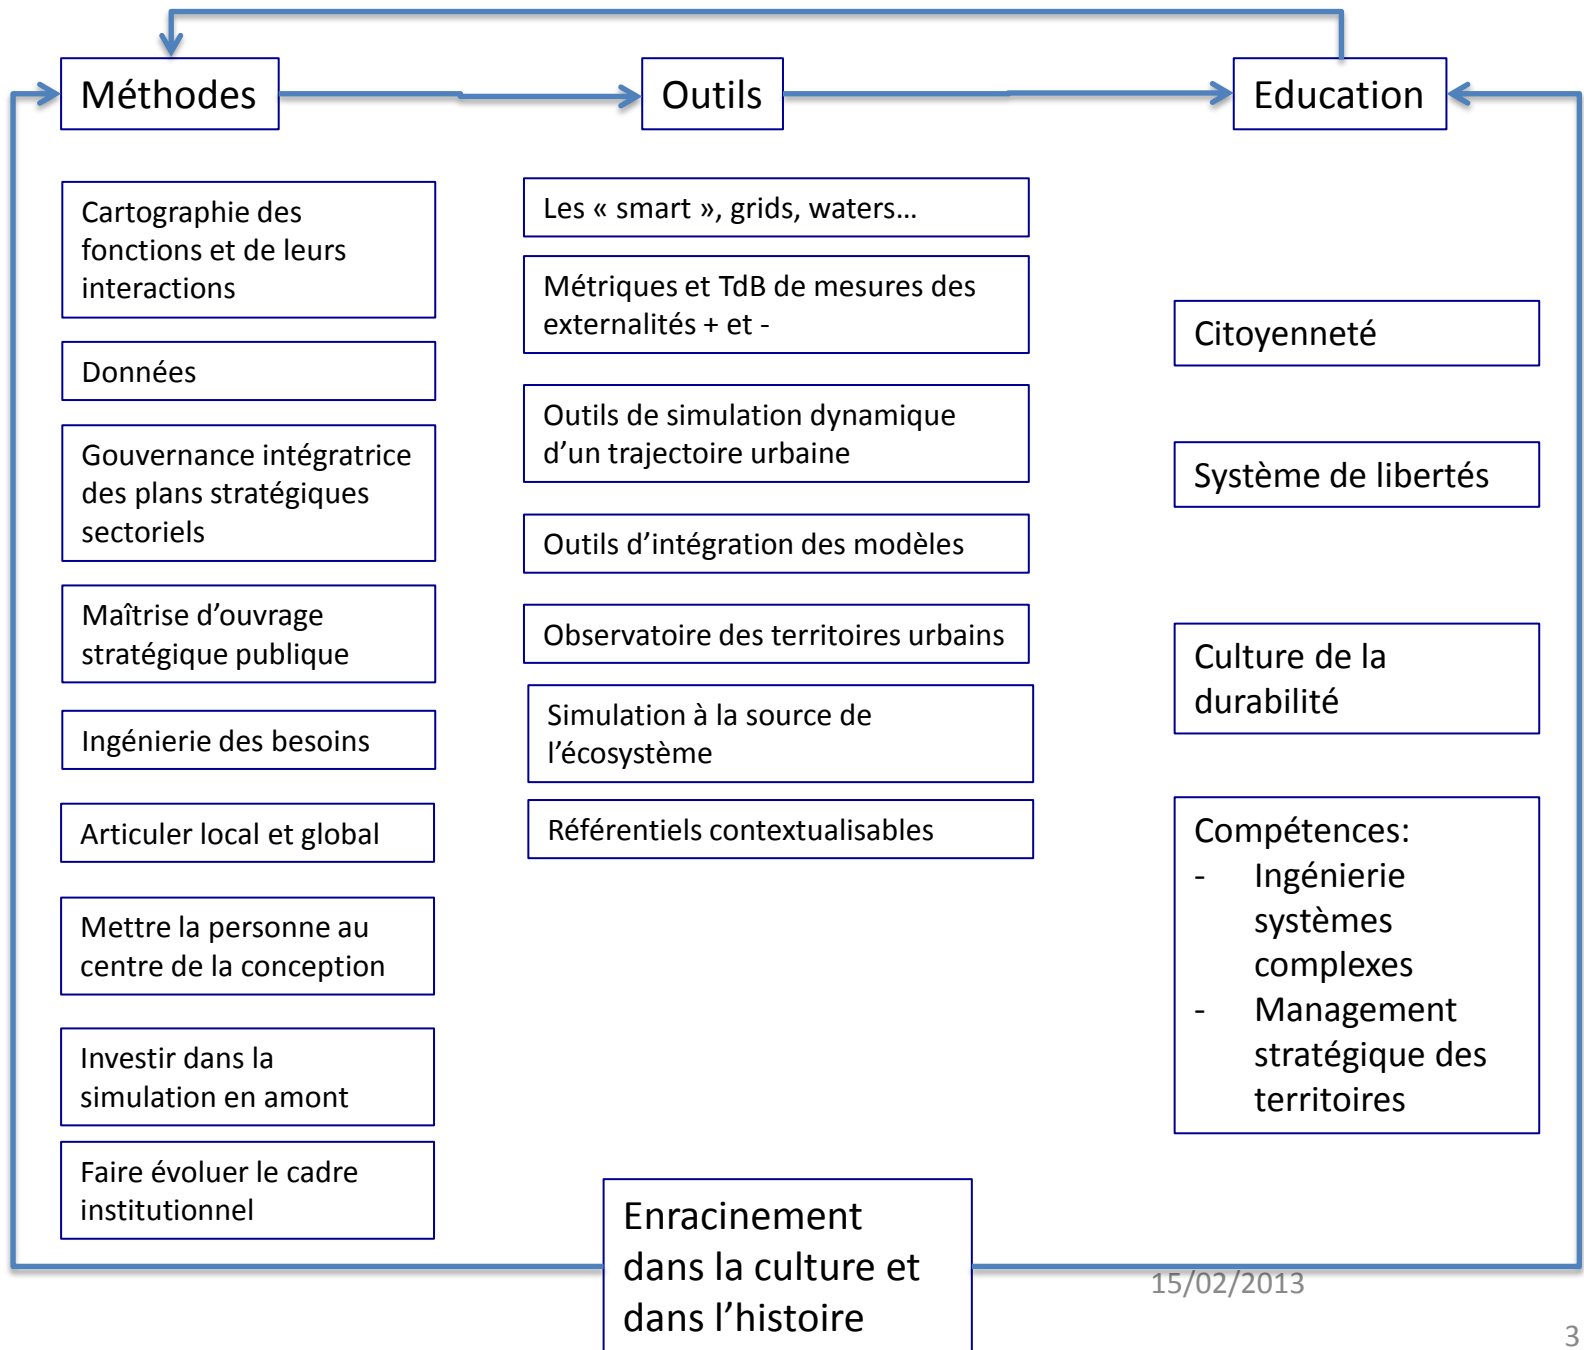 Méthodes
Outils
Education
Cartographie des
fonctions et de leurs
interactions
Données
Gouvernance intégratrice
des plans stratégiques
sectoriels
Maîtrise d’ouvrage
stratégique publique
Ingénierie des besoins
Articuler local et global
Mettre la personne au
centre de la conception
Investir dans la
simulation en amont
Faire évoluer le cadre
institutionnel
Les « smart », grids, waters…
Métriques et TdB de mesures des
externalités + et -
Outils de simulation dynamique
d’un trajectoire urbaine
Outils d’intégration des modèles
Observatoire des territoires urbains
Simulation à la source de
l’écosystème
Référentiels contextualisables
Citoyenneté
Système de libertés
Culture de la
durabilité
Compétences:
- Ingénierie
systèmes
complexes
- Management
stratégique des
territoires
Enracinement
dans la culture et
dans l’histoire
15/02/2013
3